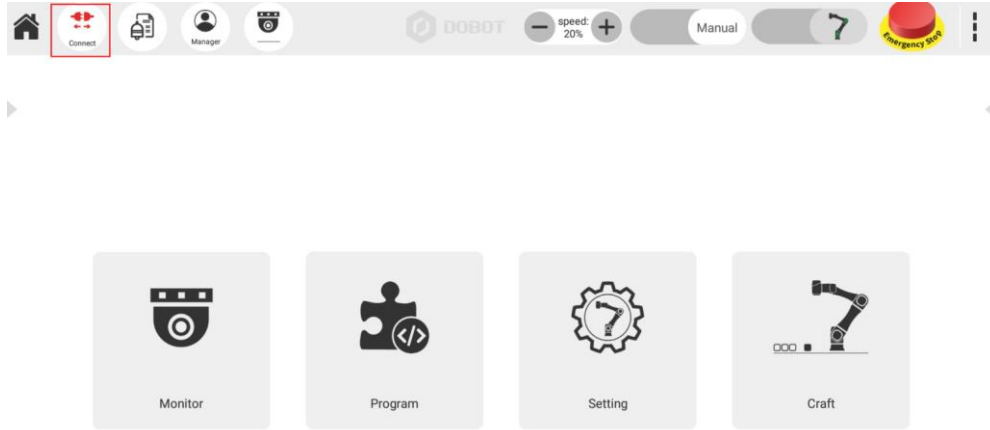 Connect
Manager
DOBOT
speed:
20%
Manual
Emergency Stop
Monitor
Program
Setting
Craft